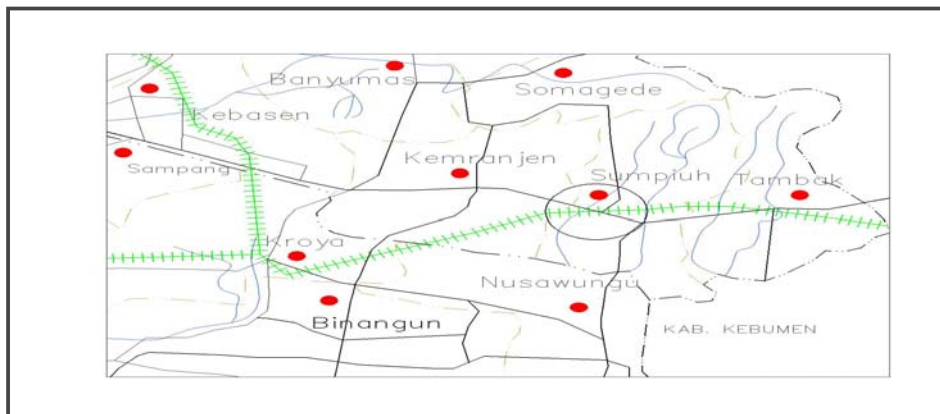 Banyumas
Somagede
Kebasen
Kemranjen
Sampang
Sumpiuh
Tambak
Kroya
Nusawungu
Binangun
KAB. KEBUMEN